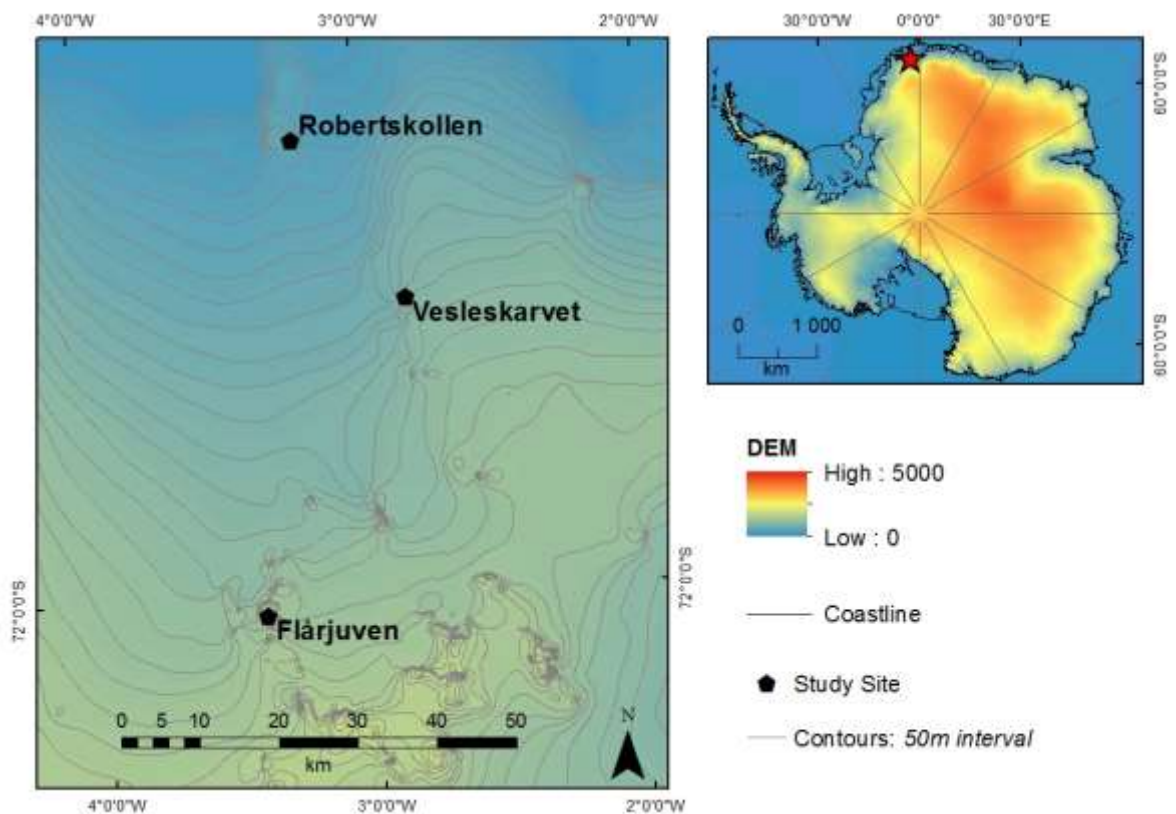 4°0'0"W 3°0'0"W 2°0'0"W
30°0'0"W 0°0'0" 30°0'0"E
Robertskollen
Vesleskarvet
Flårjuven
72°0'0"S
72°0'0"S
0 5 10 20 30 40 50
km
N
4°0'0"W 3°0'0"W 2°0'0"W
60°0'0"S
60°0'0"S
0 1 000
km
DEM
High : 5000
Low : 0
Coastline
Study Site
Contours: 50m interval